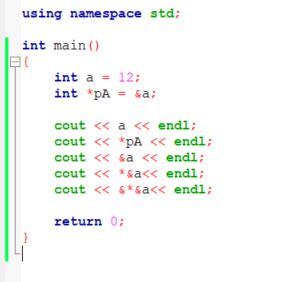 using namespace std;
int main()
{
int a = 12;
int *pA = &a;
cout << a << endl;
cout << *pA << endl;
cout << &a << endl;
cout << *&a<< endl;
cout << &*&a<< endl;
return 0;
}